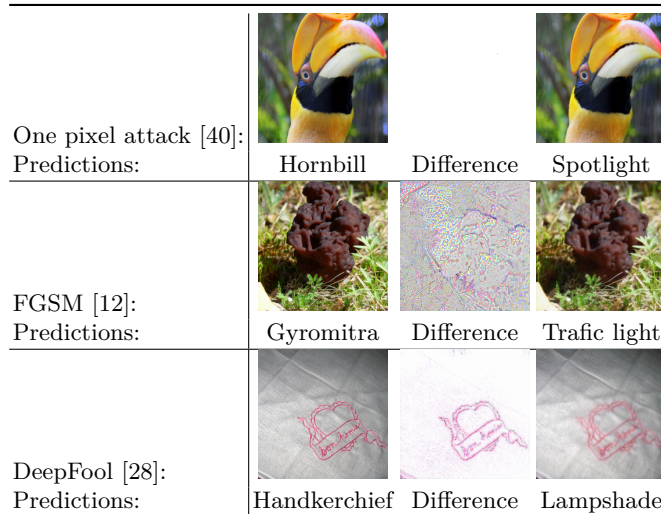 One pixel attack [40]:
Predictions: Hornbill Difference Spotlight
FGSM [12]:
Predictions: Gyromitra Difference Trafic light
DeepFool [28]:
Predictions: Handkerchief Difference Lampshade